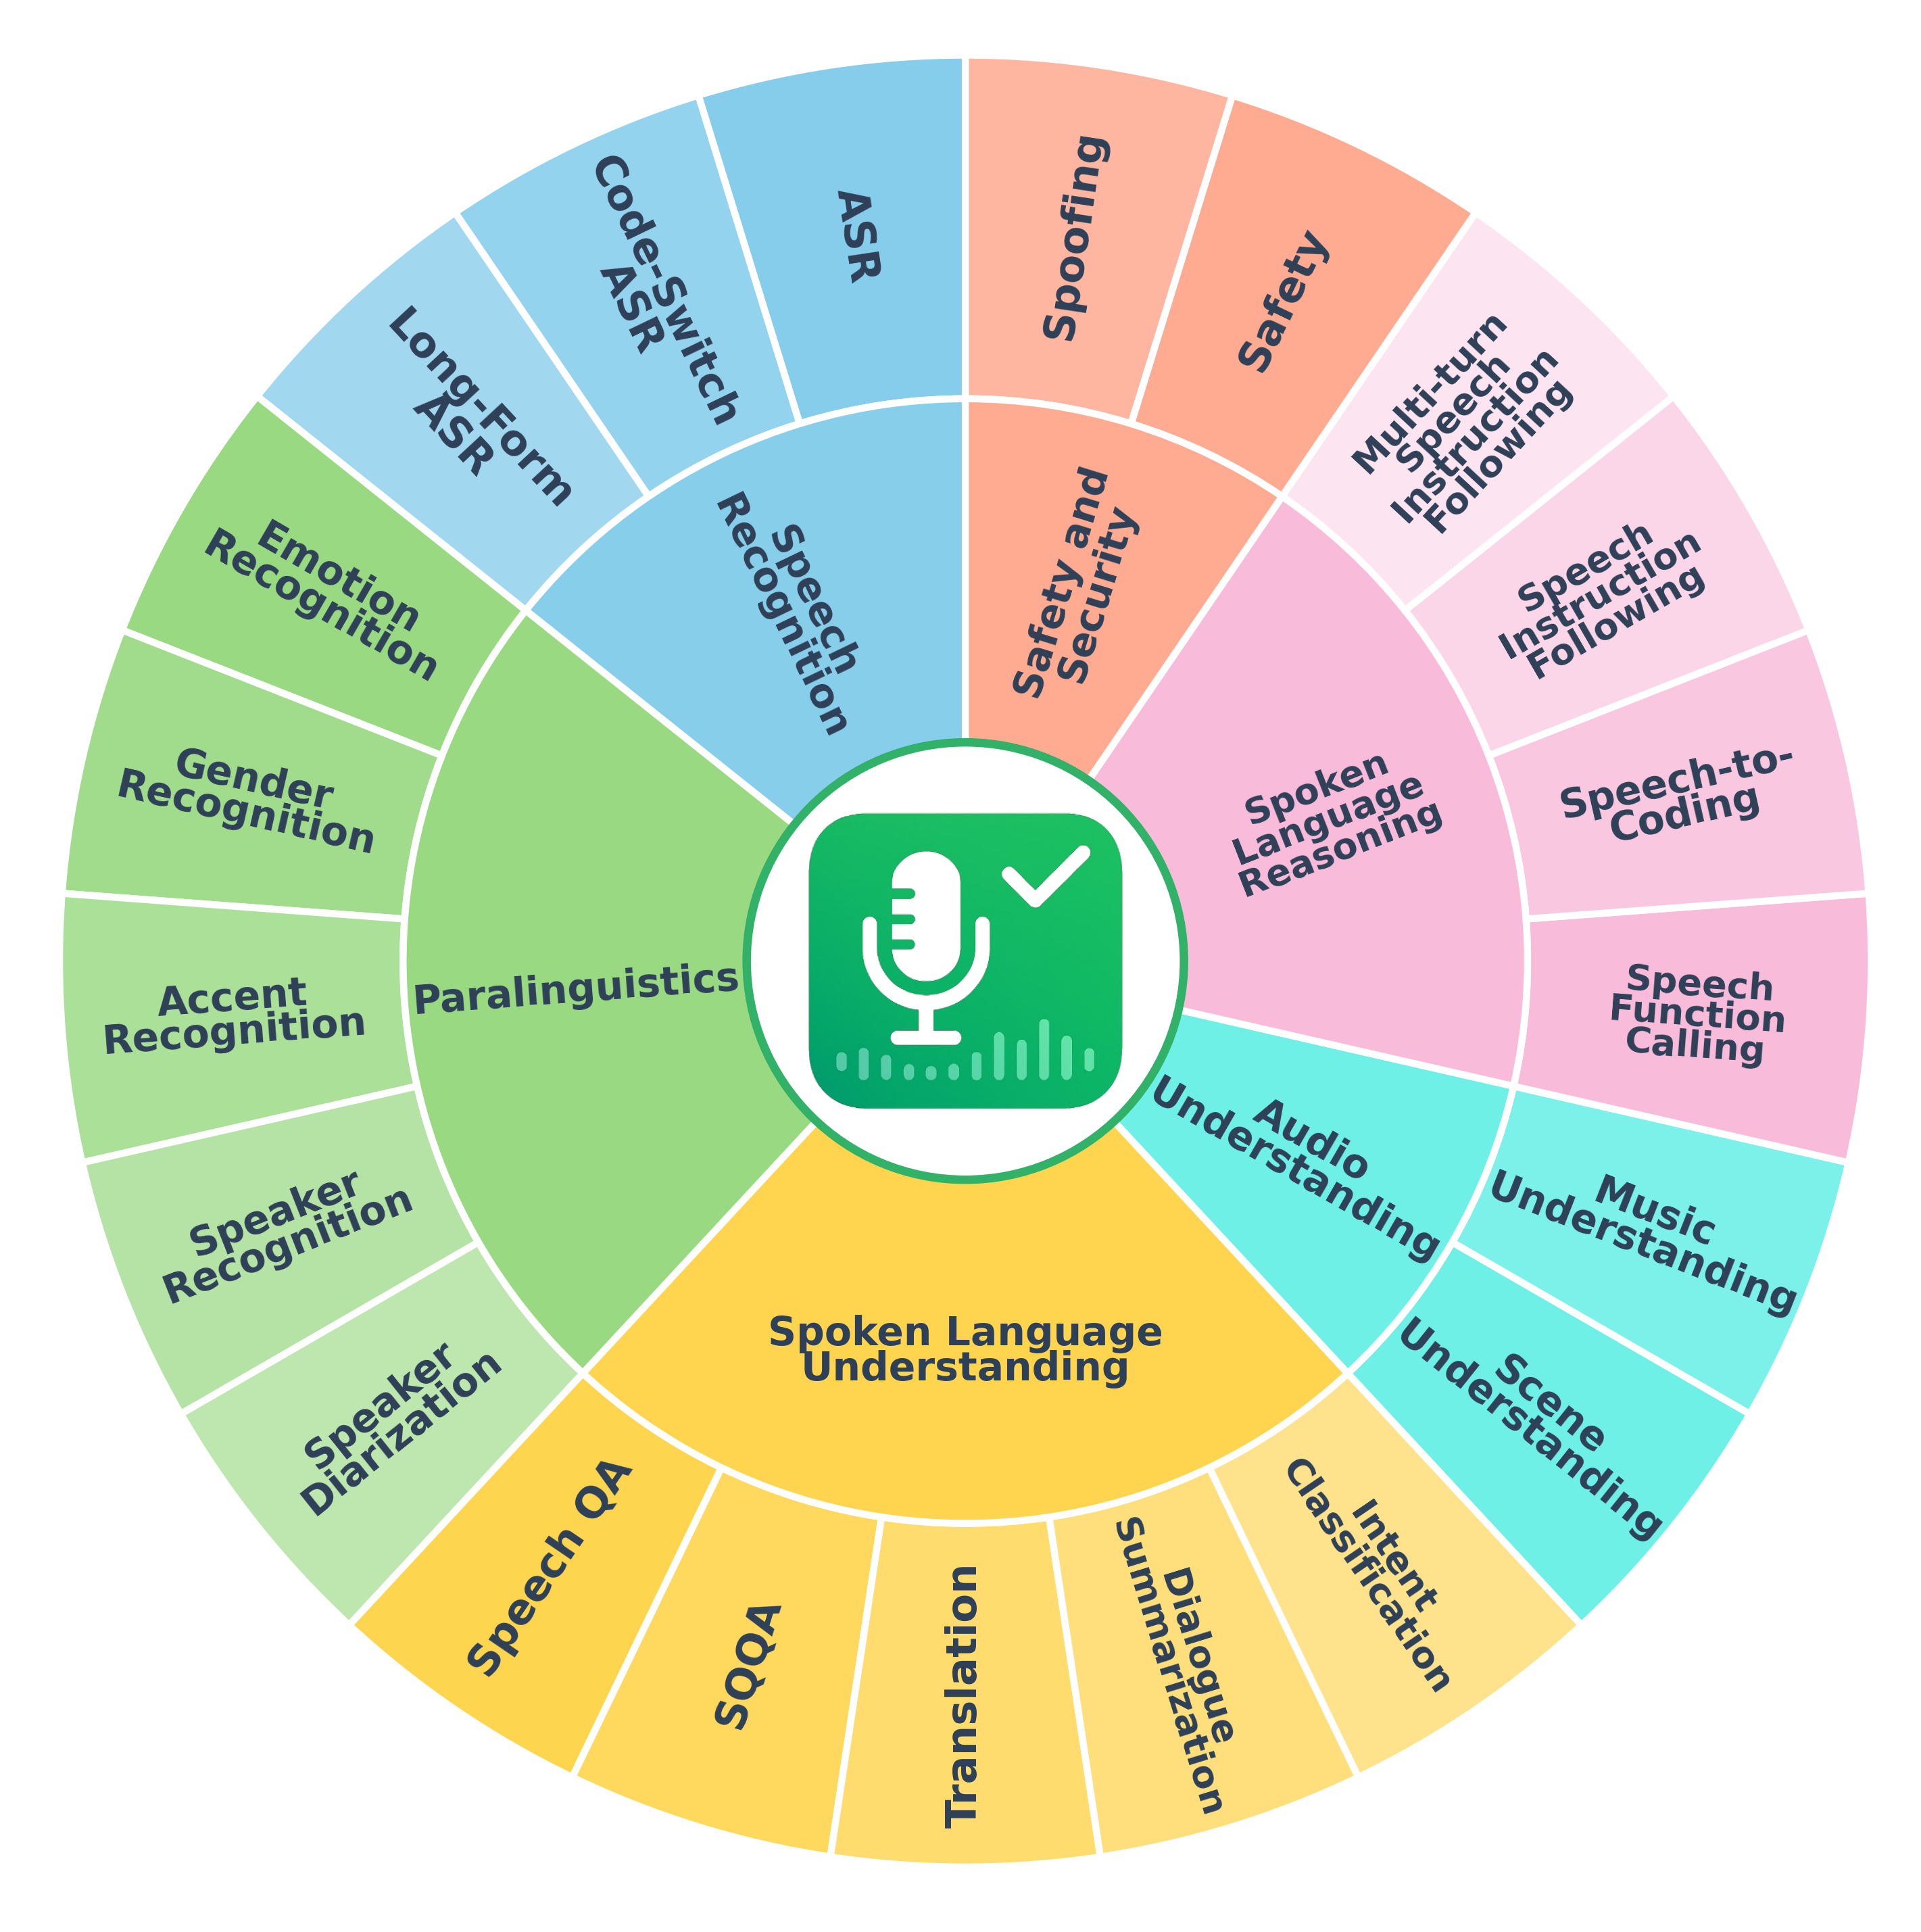 Spoofing
Safety
Multi-turn
Speech
Instruction
Following
Speech
Instruction
Following
Speech-to-
Coding
Speech
Function
Calling
Music
Understanding
Scene
Understanding
Intent
Classification
Dialogue
Summarization
Translation
SQQA
Speech QA
Speaker
Diarization
Speaker
Recognition
Accent
Recognition
Gender
Recognition
Emotion
Recognition
Long-Form
ASR
Code-Switch
ASR
ASR
Safety and
Security
Spoken
Language
Reasoning
Audio
Understanding
Spoken Language
Understanding
Paralinguistics
Speech
Recognition